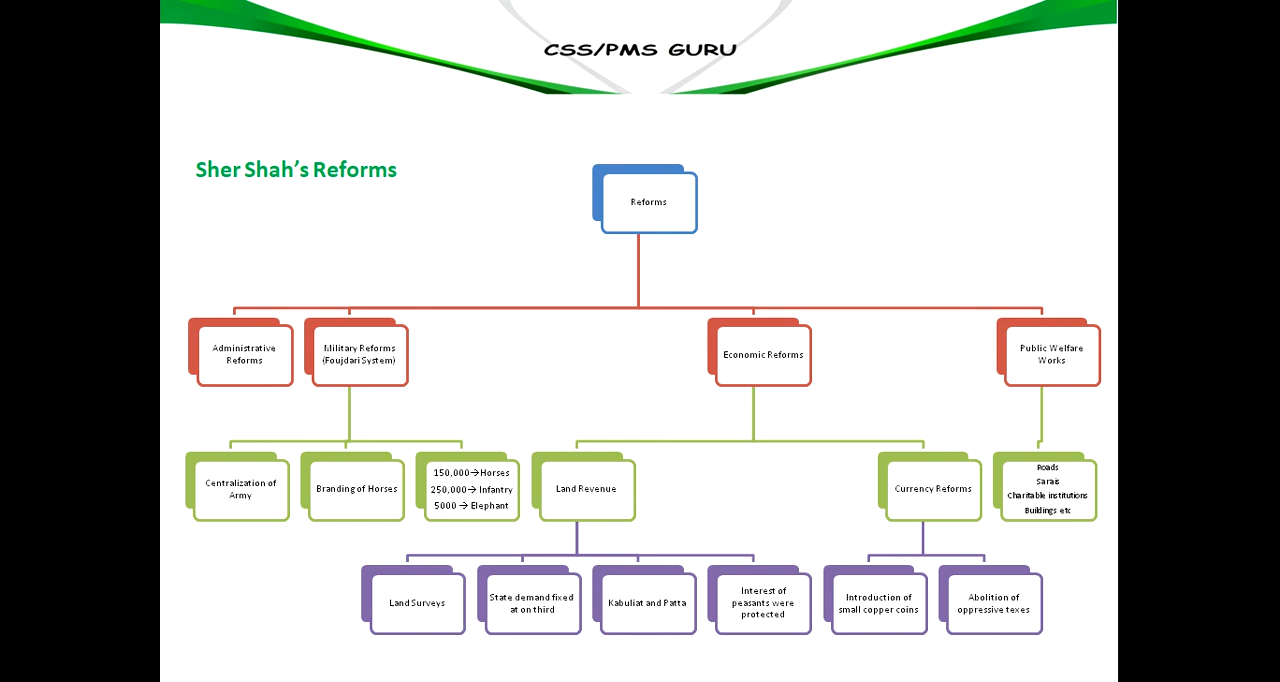 CSS/PMS GURU
Sher Shah’s Reforms
Reforms
Administrative
Reforms
Military Reforms
(Foujdari System)
Economic Reforms
Public Welfare
Works
Centralization of
Army
Branding of Horses
150,000→Horses
250,000→ Infantry
5000 → Elephant
Land Revenue
Currency Reforms
Roads
Sarais
Charitable institutions
Buildings etc
Land Surveys
State demand fixed
at on third
Kabuliat and Patta
Interest of
peasants were
protected
Introduction of
small copper coins
Abolition of
oppressive texes